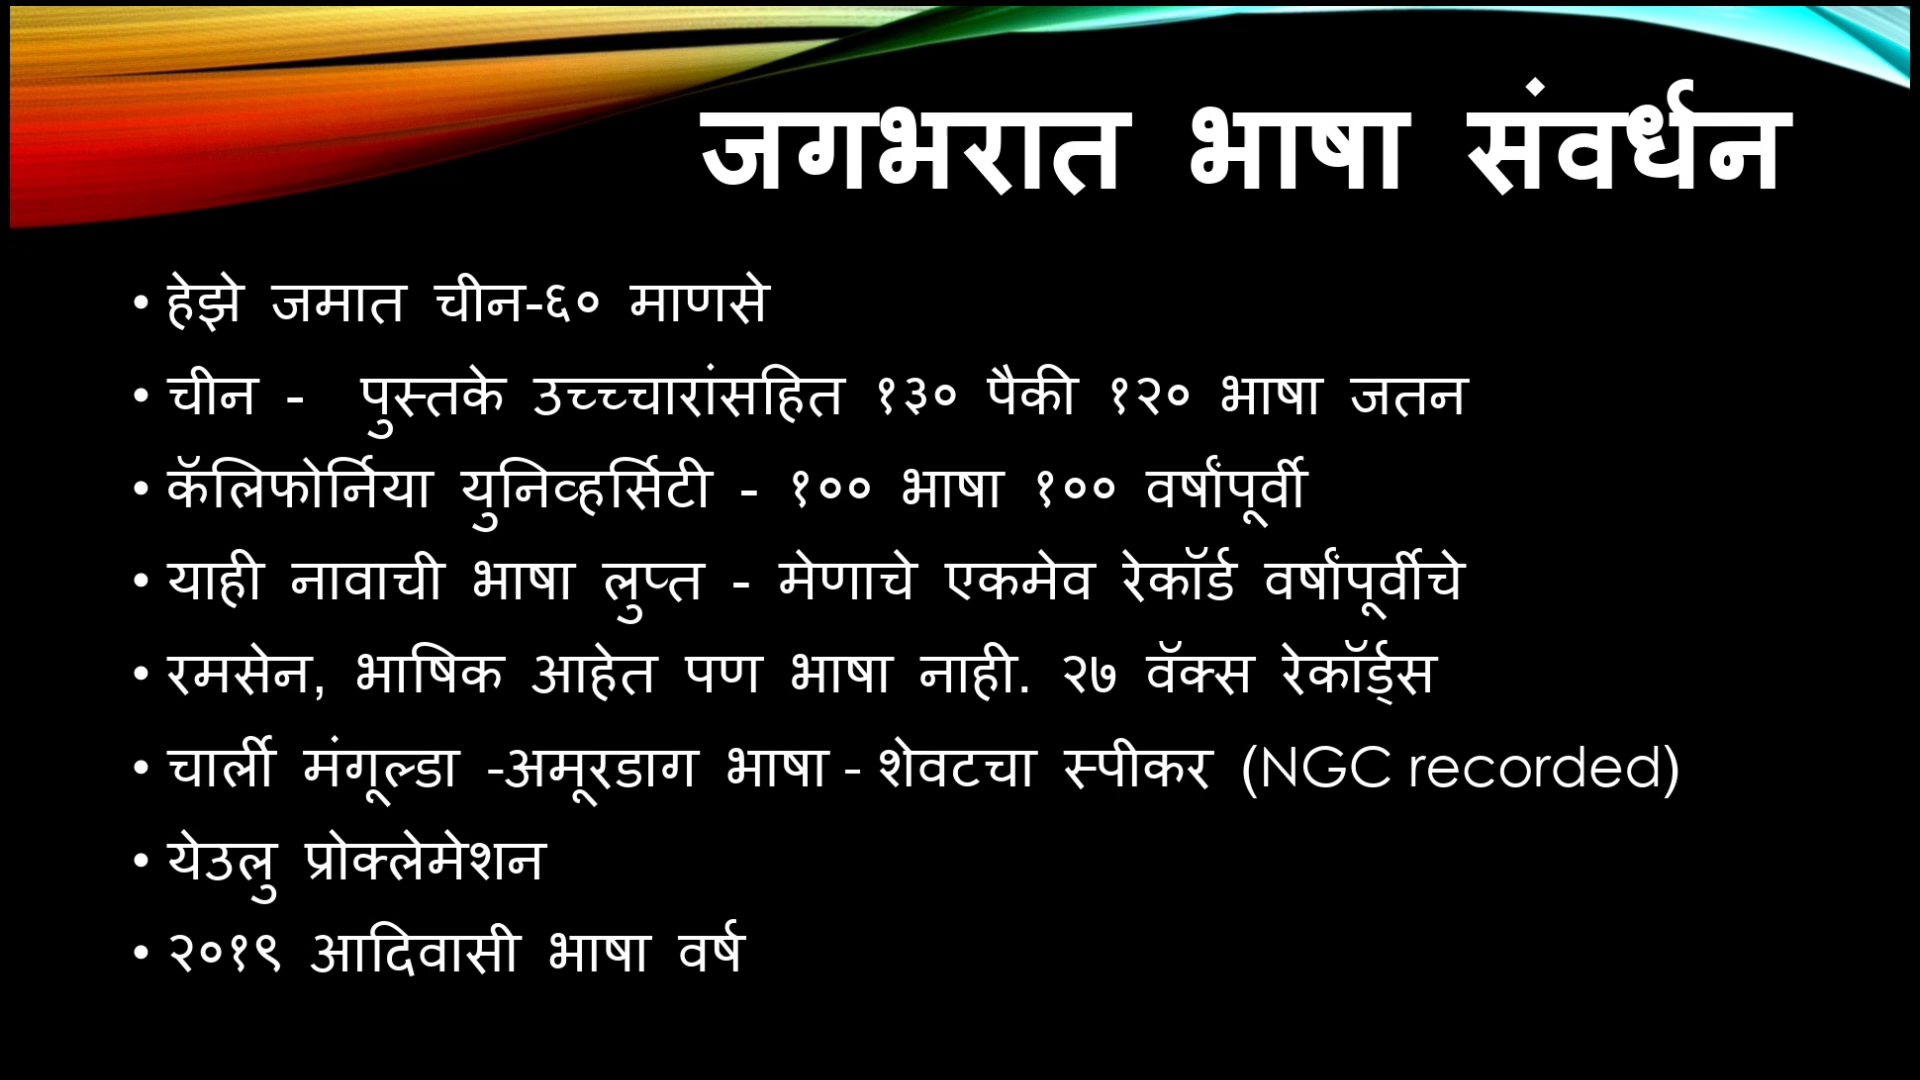 जगभरात भाषा संवर्धन
• हेझे जमात चीन-६० माणसे
• चीन - पुस्तके उच्च्चारांसहित १३० पैकी १२० भाषा जतन
• कॅलिफोर्निया युनिव्हर्सिटी - १०० भाषा १०० वर्षांपूर्वी
• याही नावाची भाषा लुप्त - मेणाचे एकमेव रेकॉर्ड वर्षांपूर्वीचे
• रमसेन, भाषिक आहेत पण भाषा नाही. २७ वॅक्स रेकॉर्ड्स
• चार्ली मंगूल्डा -अमूरडाग भाषा - शेवटचा स्पीकर (NGC recorded)
• येउलु प्रोक्लेमेशन
• २०१९ आदिवासी भाषा वर्ष